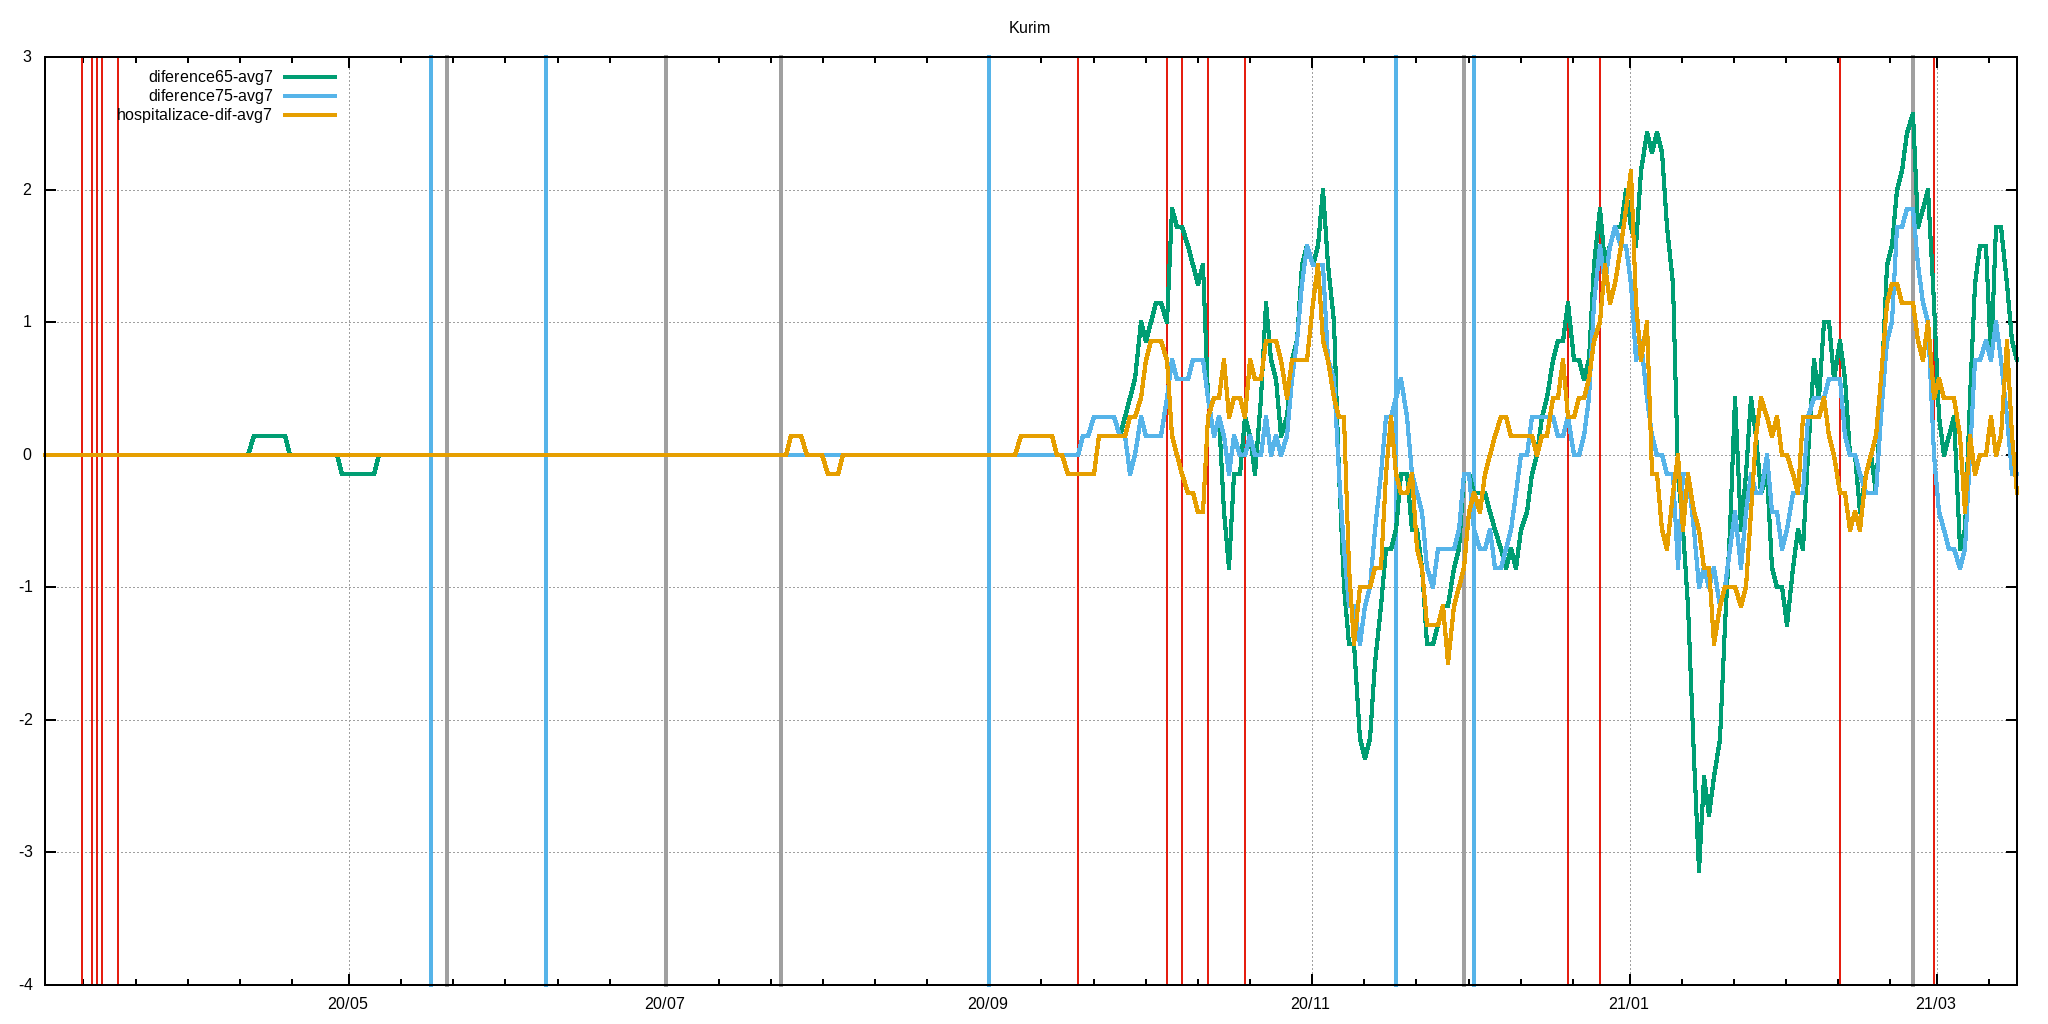 Kurim
diference65-avg7
diference75-avg7
hospitalizace-dif-avg7
3
2
1
0
-1
-2
-3
-4
20/05 20/07 20/09 20/11 21/01 21/03